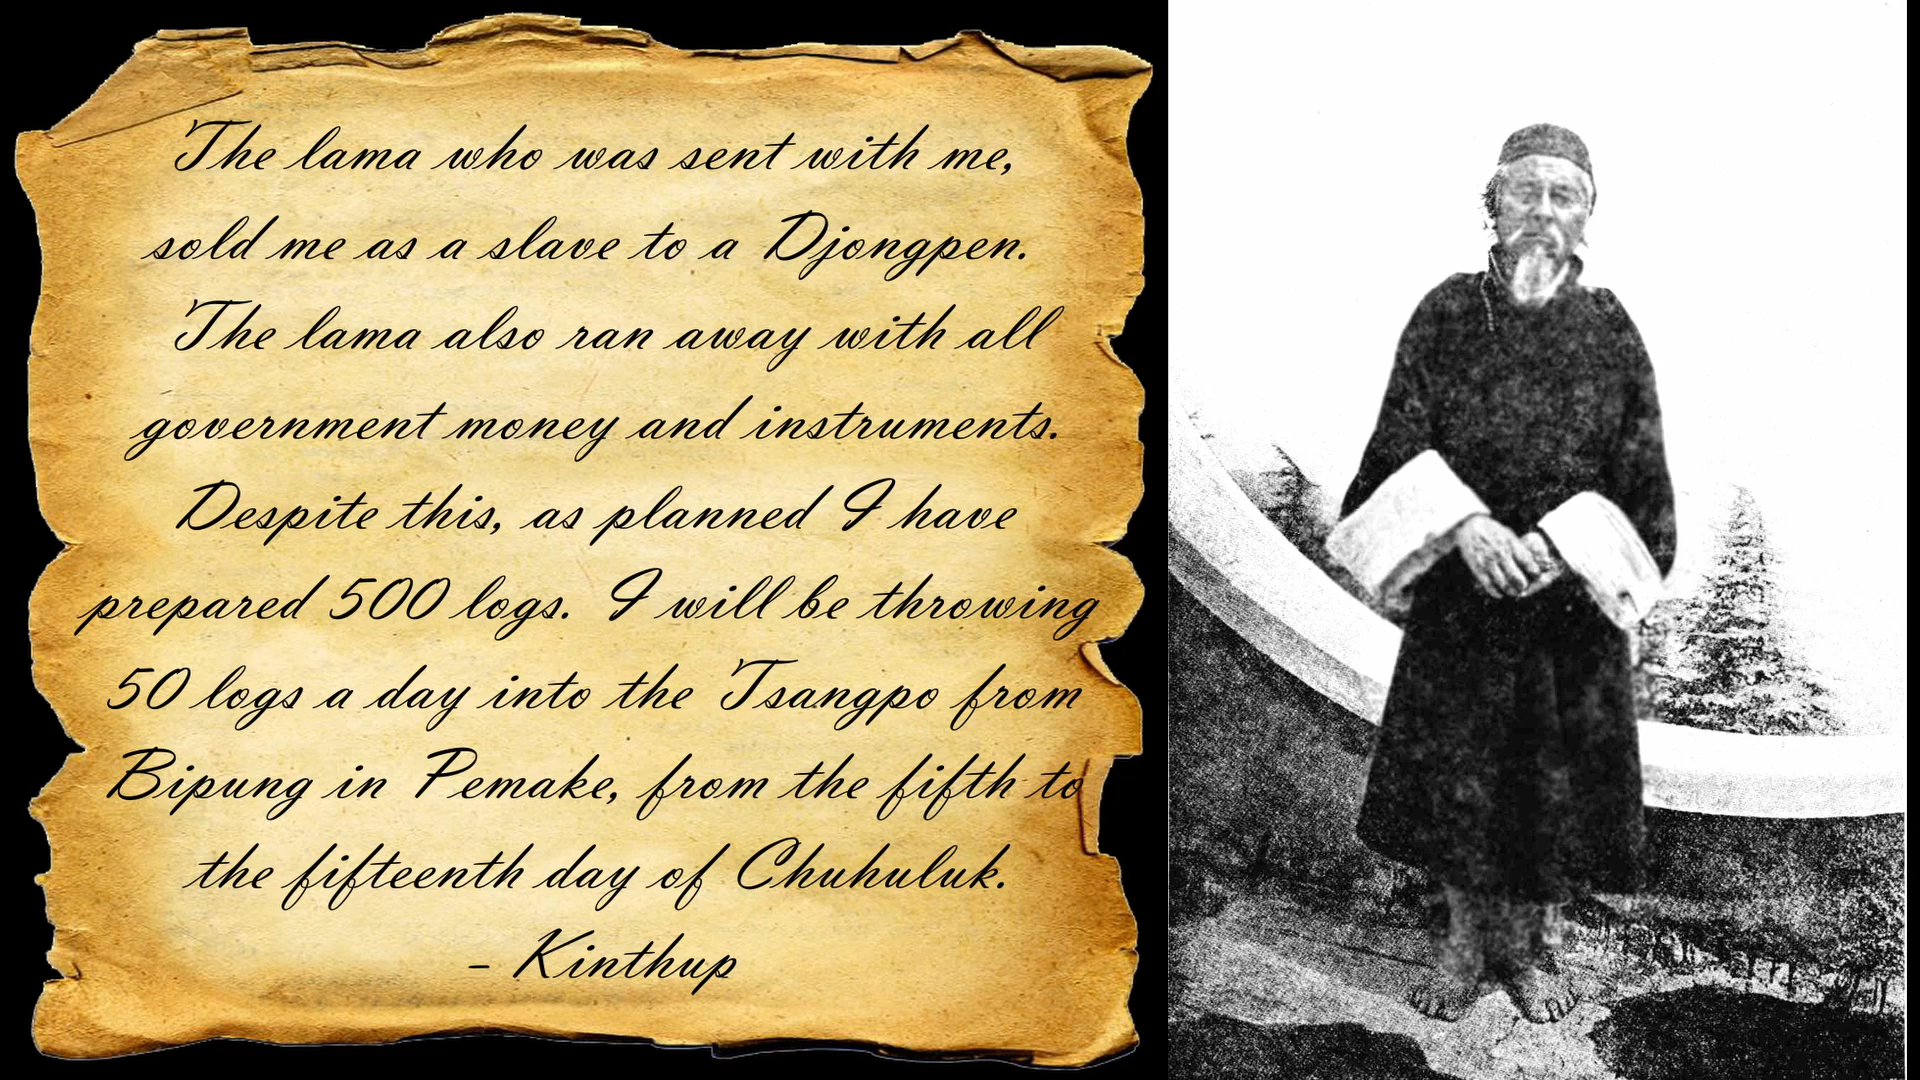 The lama who was sent with me,
sold me as a slave to a Djongpen.
The lama also ran away with all
government money and instruments.
Despite this, as planned I have
prepared 500 logs. I will be throwing
50 logs a day into the Tsangpo from
Bipung in Pemake, from the fifth to
the fifteenth day of Chuhuluk.
- Kinthup